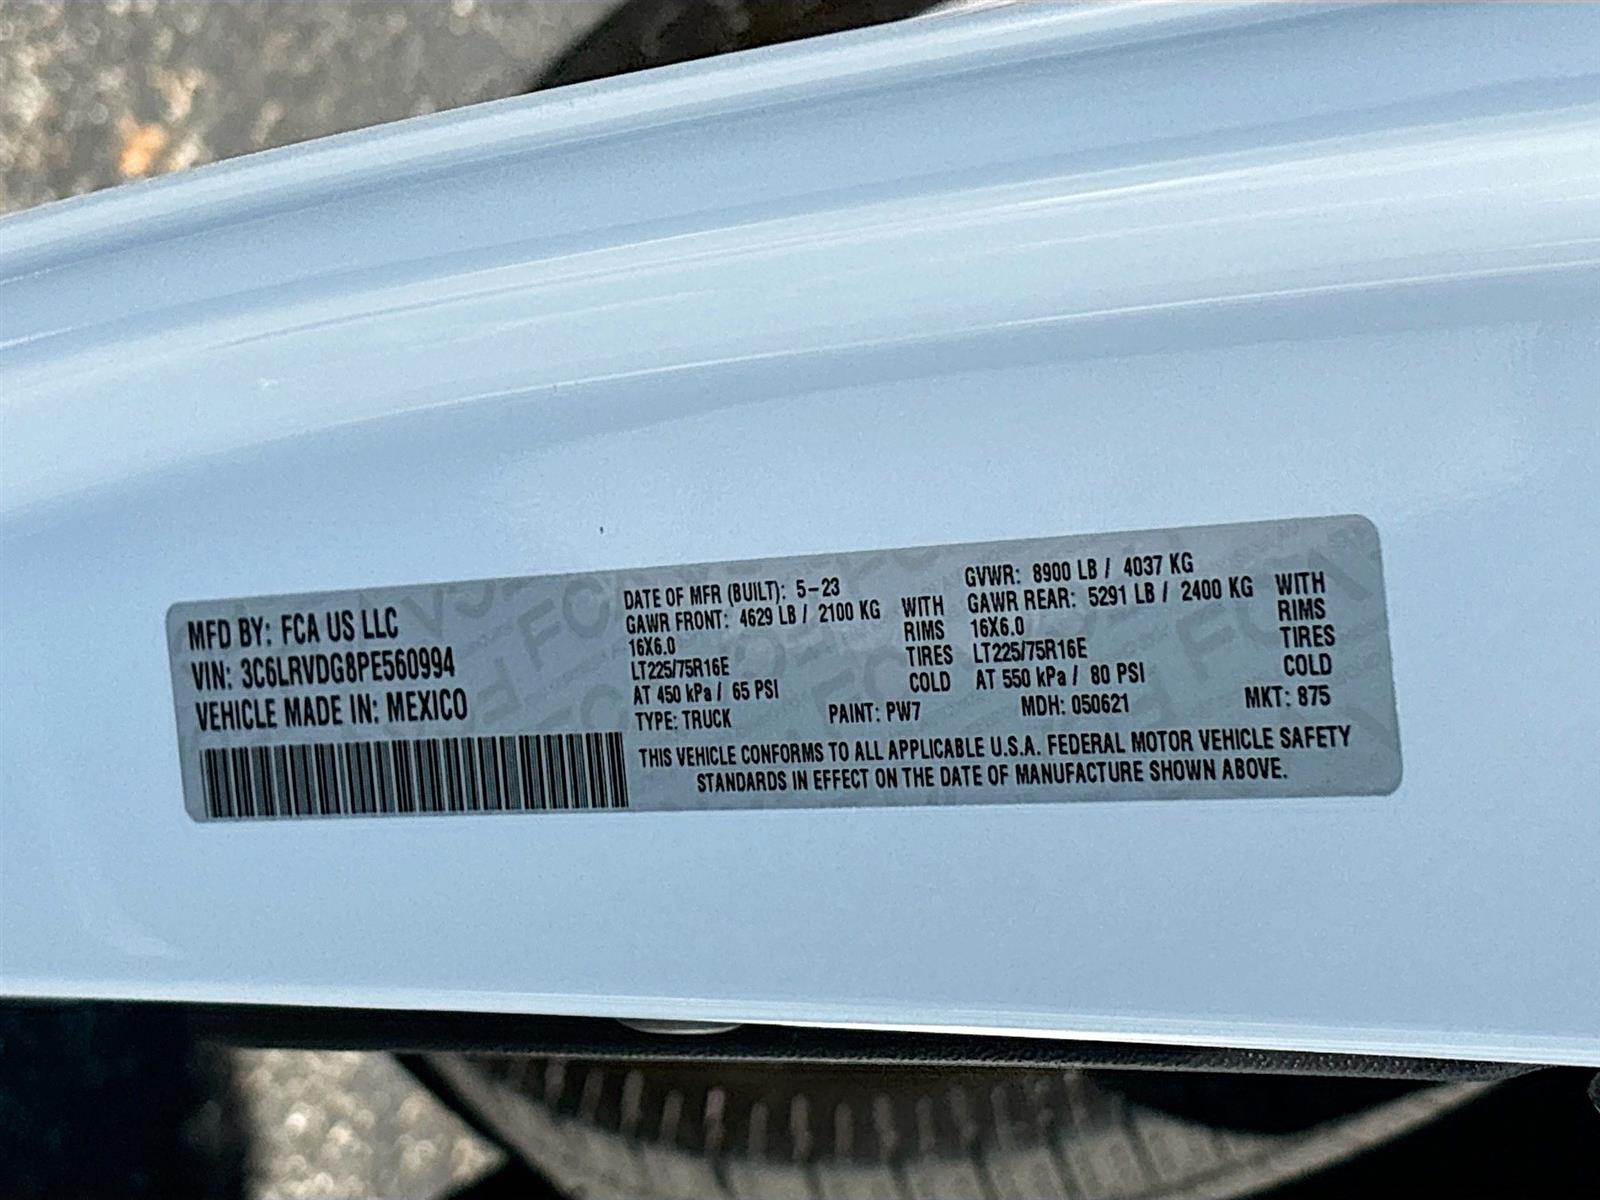 MFD BY: FCA US LLC
VIN: 3C6LRVDG8PE560994
VEHICLE MADE IN: MEXICO
DATE OF MFR (BUILT): 5-23
GAWR FRONT: 4629 LB / 2100 KG WITH
16X6.0 RIMS
LT225/75R16E TIRES
AT 450 kPa / 65 PSI COLD
GVWR: 8900 LB / 4037 KG
GAWR REAR: 5291 LB / 2400 KG WITH
16X6.0 RIMS
LT225/75R16E TIRES
AT 550 kPa / 80 PSI COLD
TYPE: TRUCK PAINT: PW7 MDH: 050621 MKT: 875
THIS VEHICLE CONFORMS TO ALL APPLICABLE U.S.A. FEDERAL MOTOR VEHICLE SAFETY
STANDARDS IN EFFECT ON THE DATE OF MANUFACTURE SHOWN ABOVE.